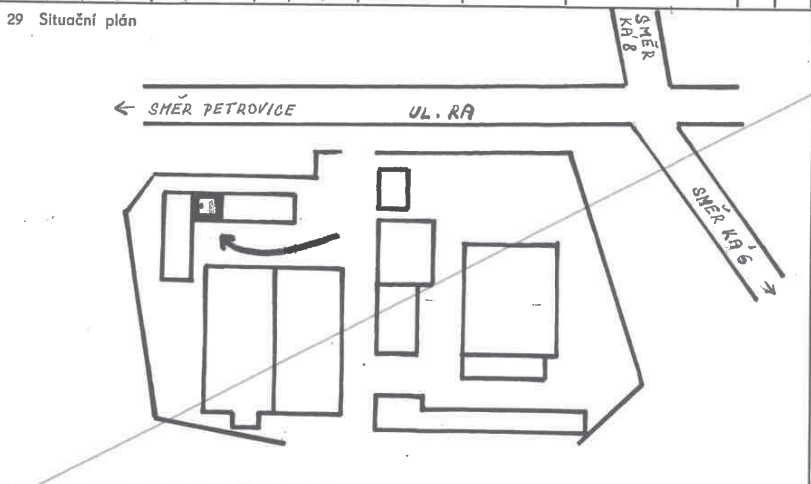 29 Situační plán
SMĚR
KA'8
← SMĚR PETROVICE UL. RA
SMĚR KA'6 →